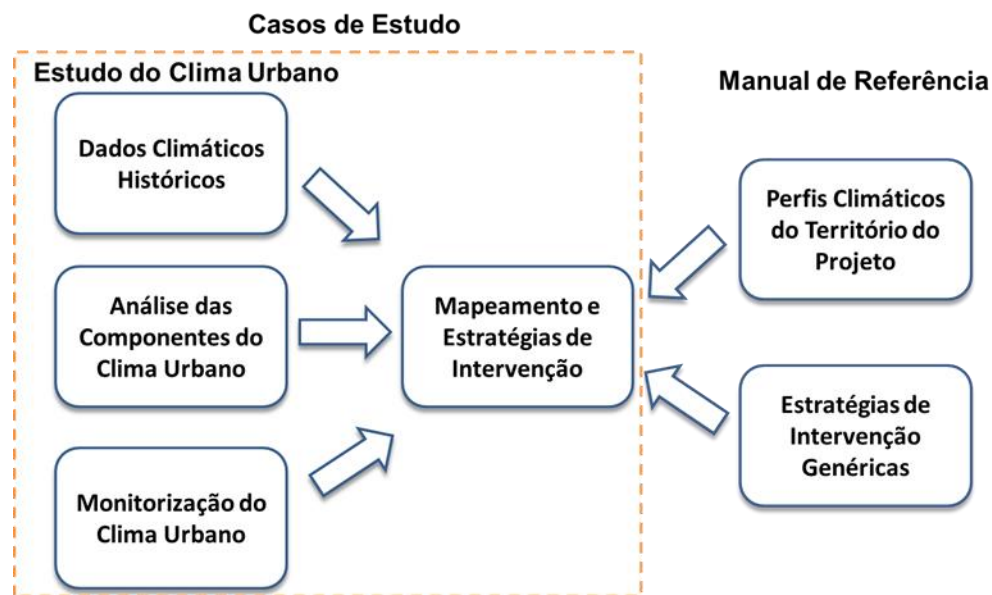 Casos de Estudo
Estudo do Clima Urbano
Dados Climáticos
Históricos
Análise das
Componentes do
Clima Urbano
Monitorização do
Clima Urbano
Mapeamento e
Estratégias de
Intervenção
Manual de Referência
Perfis Climáticos
do Território do
Projeto
Estratégias de
Intervenção
Genéricas